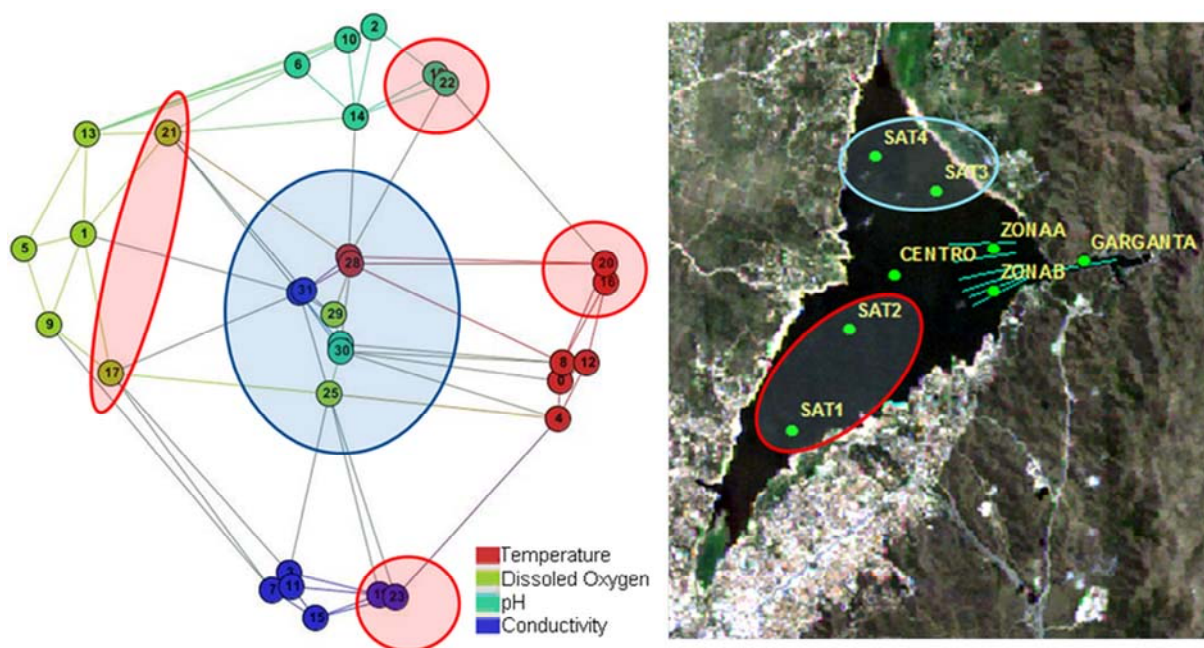 2
10
6
22
14
13
21
1
5
28
20
16
31
29
9
30
8
12
0
17
25
4
7
11
23
15
Temperature
Dissoled Oxygen
pH
Conductivity
SAT4
SAT3
ZONAA
CENTRO
GARGANTA
ZONAB
SAT2
SAT1